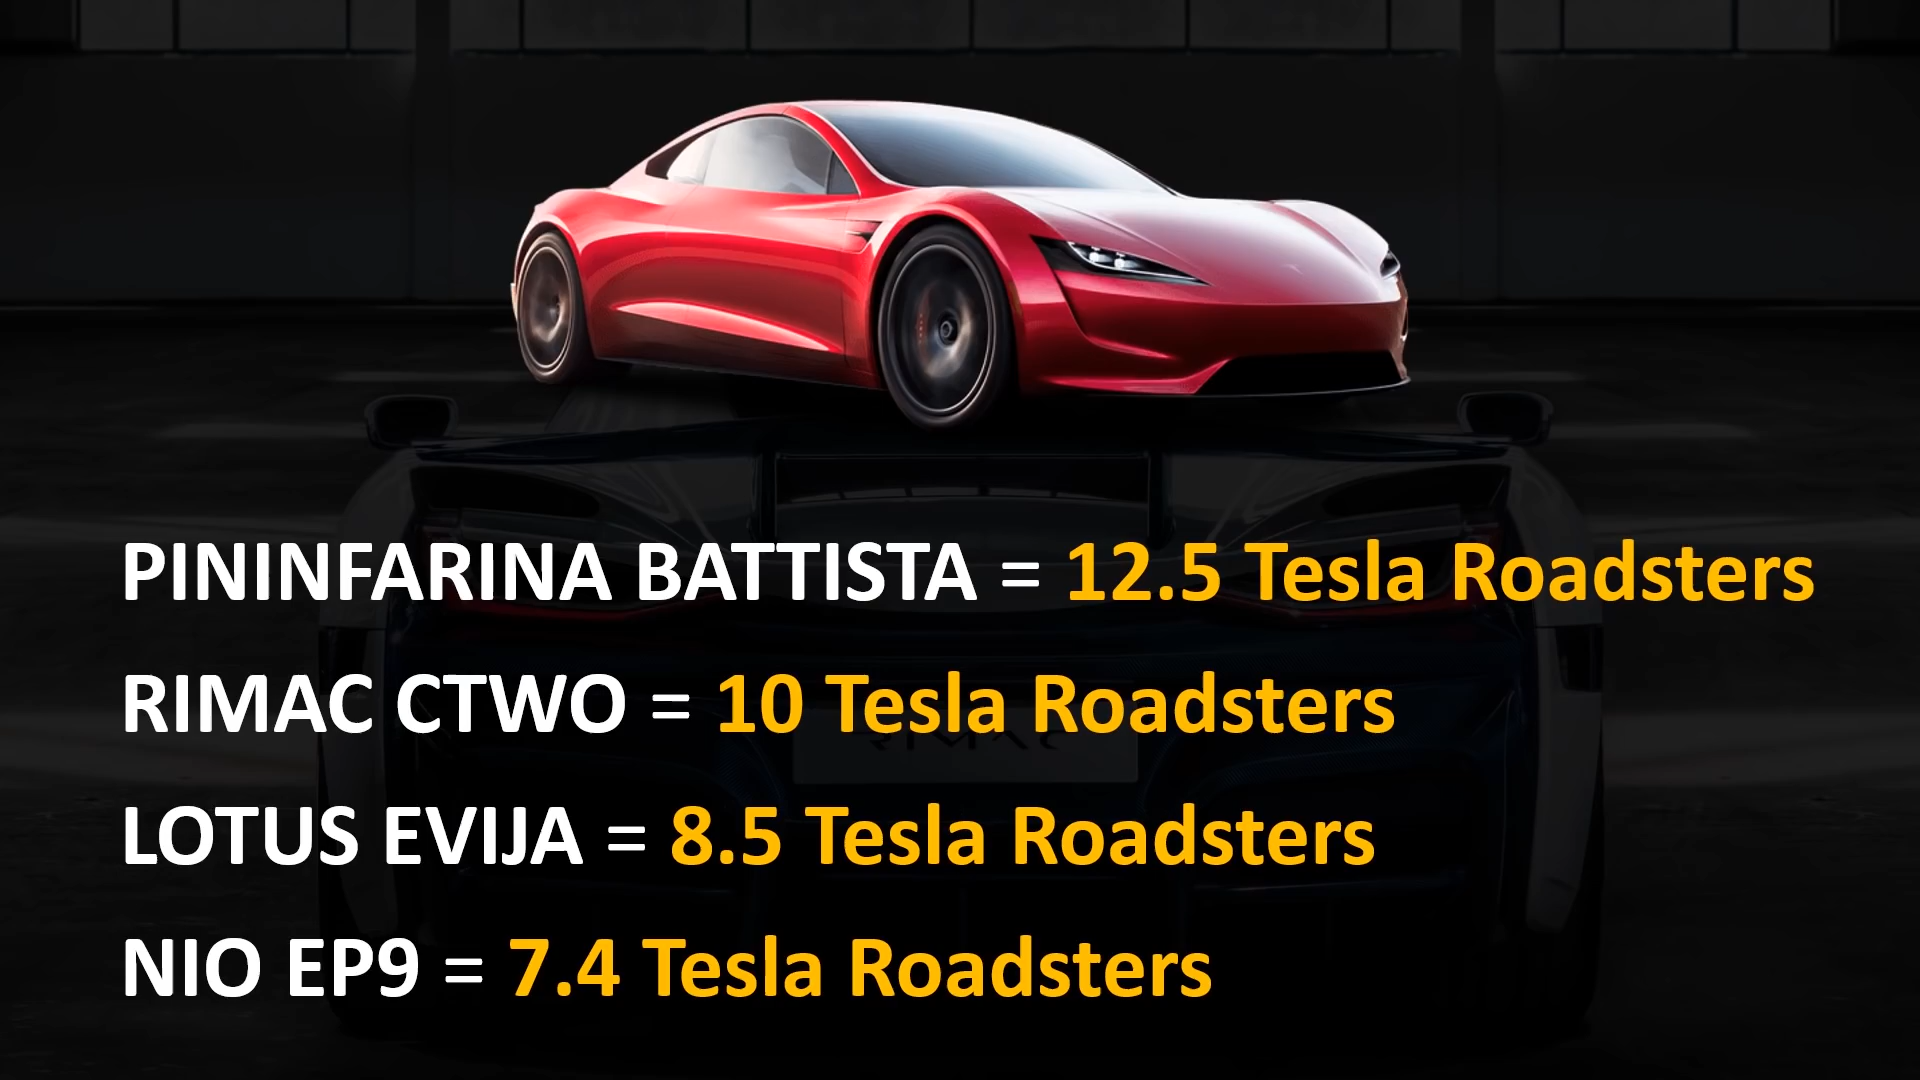 PININFARINA BATTISTA = 12.5 Tesla Roadsters
RIMAC CTWO = 10 Tesla Roadsters
RIMAC
LOTUS EVIJA = 8.5 Tesla Roadsters
NIO EP9 = 7.4 Tesla Roadsters